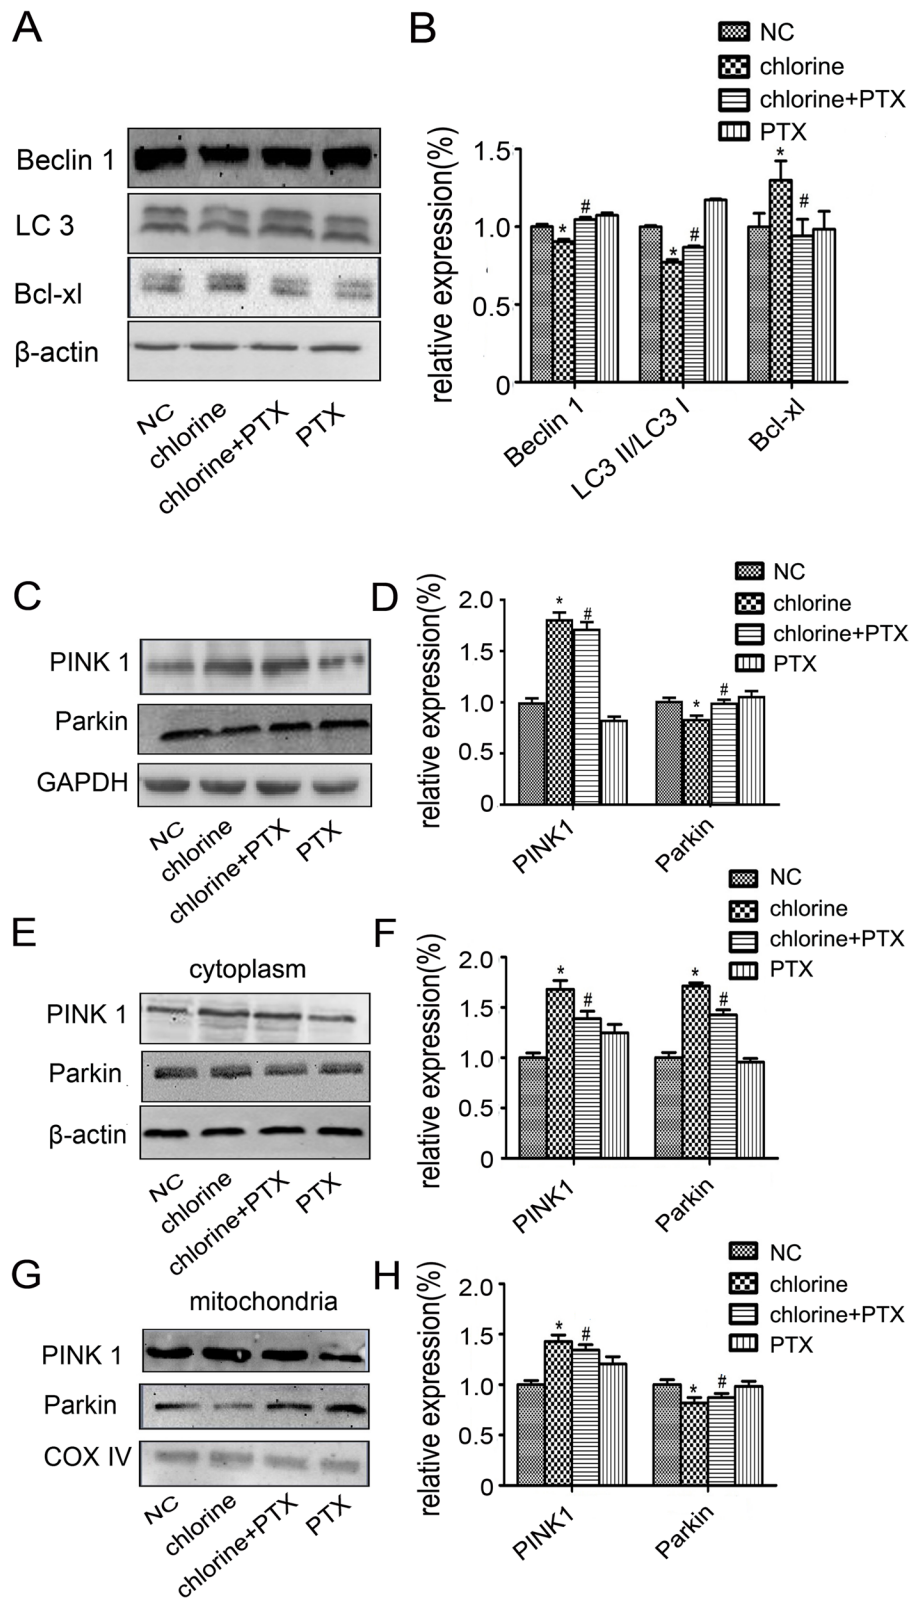 A
Beclin 1
LC 3
Bcl-xl
β-actin
NC
chlorine
chlorine+PTX
PTX
B
NC
chlorine
chlorine+PTX
PTX
relative expression(%)
1.5
1.0
0.5
0
*
#
*
#
*
#
Beclin 1
LC3 II/LC3 I
Bcl-xl
C
PINK 1
Parkin
GAPDH
NC
chlorine
chlorine+PTX
PTX
D
NC
chlorine
chlorine+PTX
PTX
relative expression(%)
2.0
1.5
1.0
0.5
0
*
#
*
#
PINK1
Parkin
E
cytoplasm
PINK 1
Parkin
β-actin
NC
chlorine
chlorine+PTX
PTX
F
NC
chlorine
chlorine+PTX
PTX
relative expression(%)
2.0
1.5
1.0
0.5
0
*
#
*
#
PINK1
Parkin
G
mitochondria
PINK 1
Parkin
COX IV
NC
chlorine
chlorine+PTX
PTX
H
NC
chlorine
chlorine+PTX
PTX
relative expression(%)
2.0
1.5
1.0
0.5
0
*
#
*
#
PINK1
Parkin